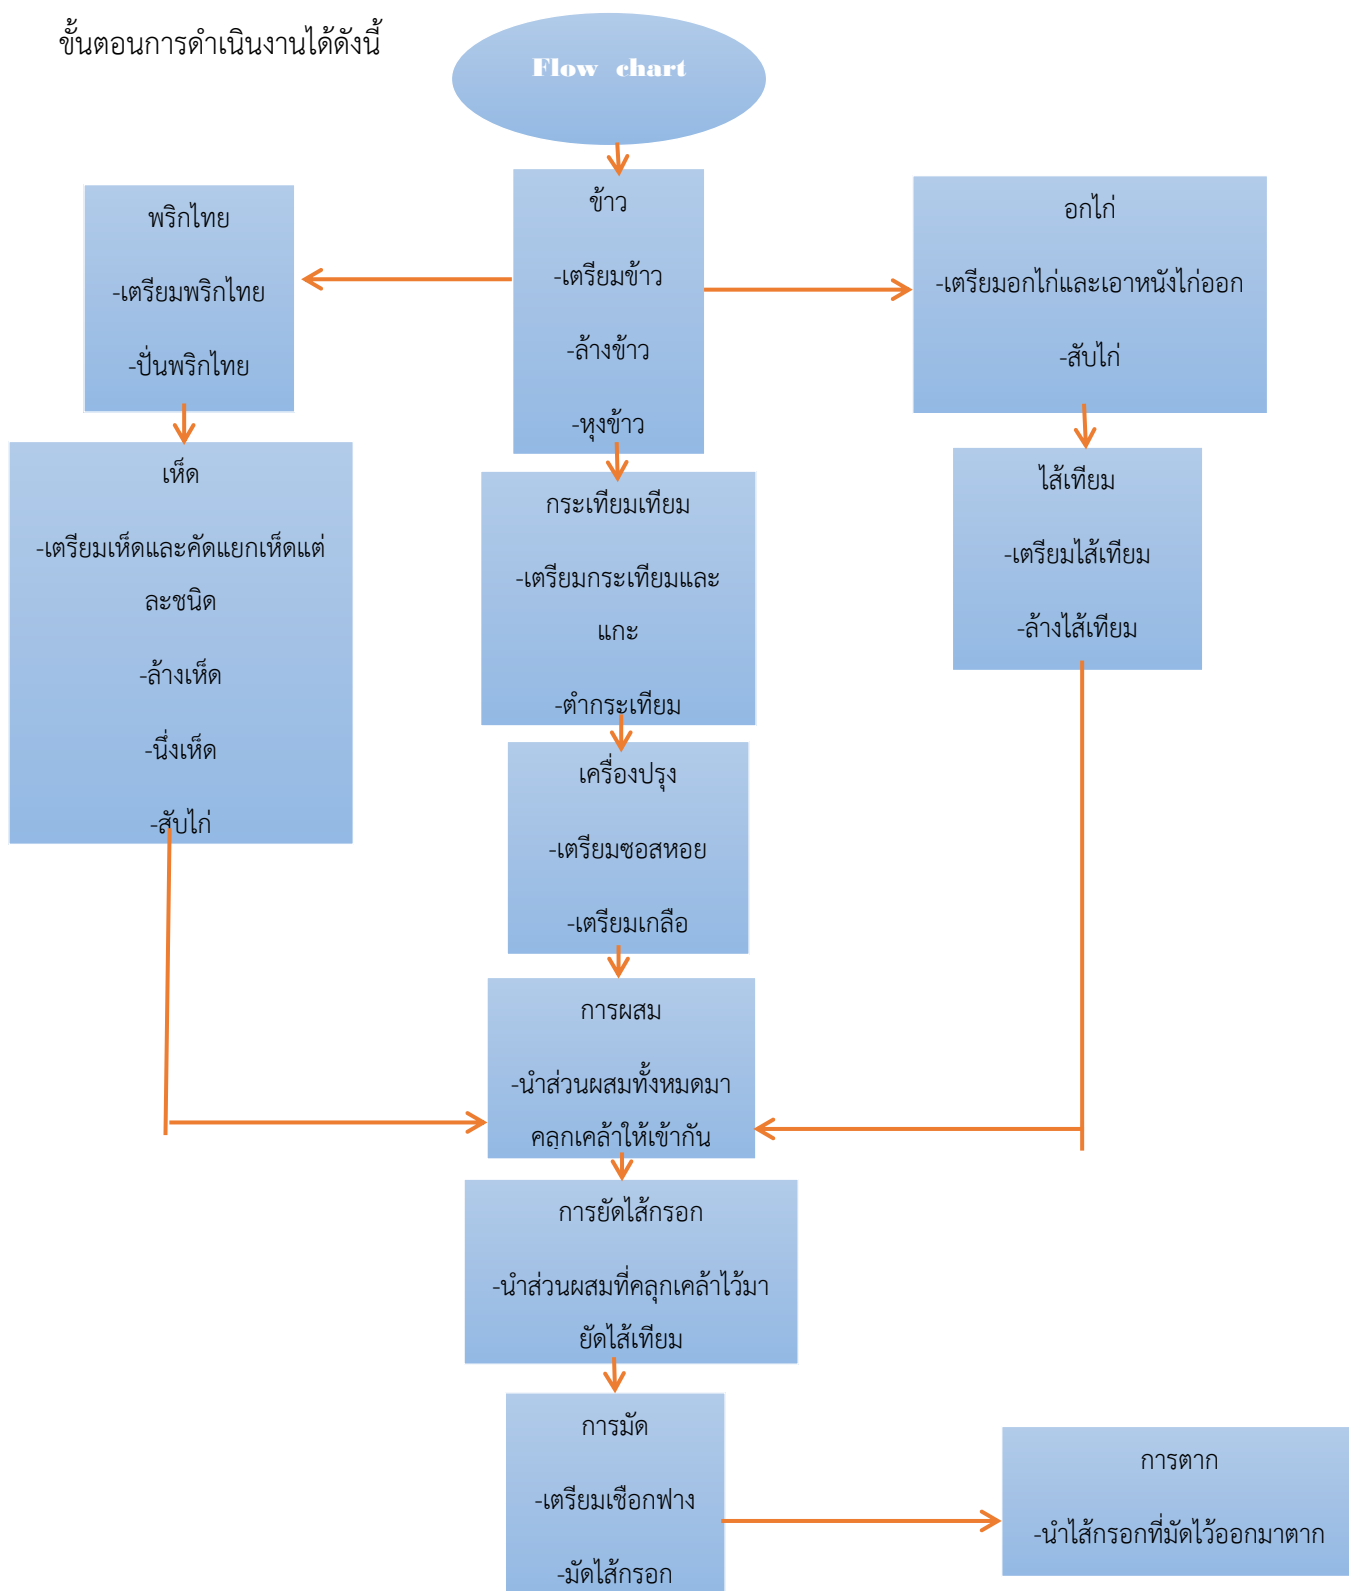 ขั้นตอนการดำเนินงานได้ดังนี้
Flow chart
พริกไทย
-เตรียมพริกไทย
-ปั่นพริกไทย
ข้าว
-เตรียมข้าว
-ล้างข้าว
-หุงข้าว
อกไก่
-เตรียมอกไก่และเอาหนังไก่ออก
-สับไก่
เห็ด
-เตรียมเห็ดและคัดแยกเห็ดแต่
ละชนิด
-ล้างเห็ด
-นึ่งเห็ด
-สับไก่
กระเทียมเทียม
-เตรียมกระเทียมและ
แกะ
-ตำกระเทียม
ไส้เทียม
-เตรียมไส้เทียม
-ล้างไส้เทียม
เครื่องปรุง
-เตรียมซอสหอย
-เตรียมเกลือ
การผสม
-นำส่วนผสมทั้งหมดมา
คลุกเคล้าให้เข้ากัน
การยัดไส้กรอก
-นำส่วนผสมที่คลุกเคล้าไว้มา
ยัดไส้เทียม
การมัด
-เตรียมเชือกฟาง
-มัดไส้กรอก
การตาก
-นำไส้กรอกที่มัดไว้ออกมาตาก